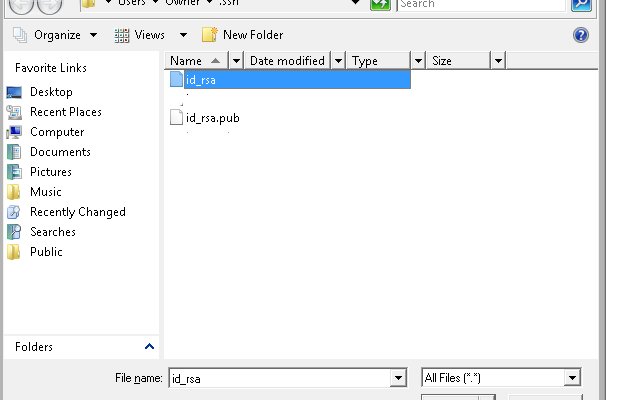 Users Owner .ssh Search
Organize Views New Folder
Name Date modified Type Size
Favorite Links
Desktop
Recent Places
Computer
Documents
Pictures
Music
Recently Changed
Searches
Public
Folders
id_rsa
id_rsa.pub
File name: id_rsa All Files (*.*)